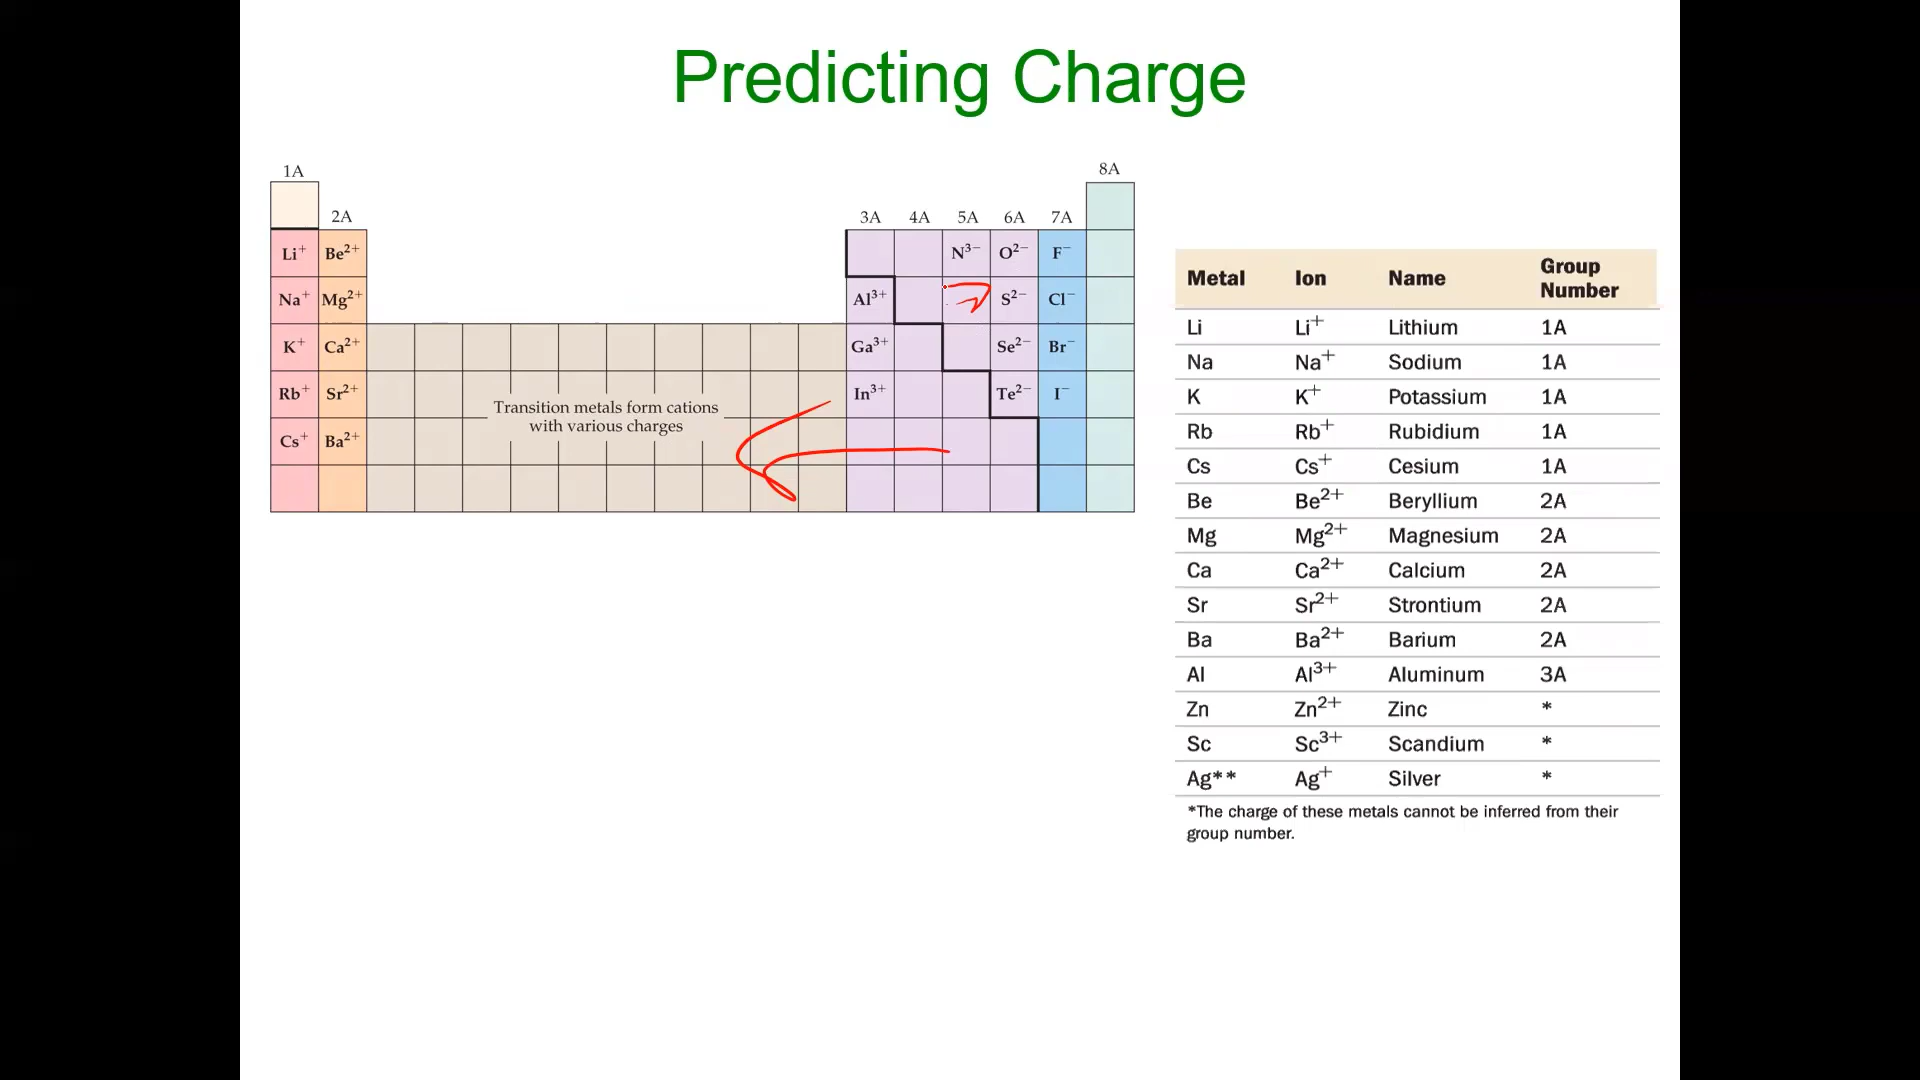 Predicting Charge
1A
8A
2A
3A 4A 5A 6A 7A
Li⁺ Be²⁺ N³⁻ O²⁻ F⁻
Na⁺ Mg²⁺ Al³⁺ S²⁻ Cl⁻
K⁺ Ca²⁺ Ga³⁺ Se²⁻ Br⁻
Rb⁺ Sr²⁺ In³⁺ Te²⁻ I⁻
Transition metals form cations
with various charges
Cs⁺ Ba²⁺
Metal Ion Name Group Number
Li Li⁺ Lithium 1A
Na Na⁺ Sodium 1A
K K⁺ Potassium 1A
Rb Rb⁺ Rubidium 1A
Cs Cs⁺ Cesium 1A
Be Be²⁺ Beryllium 2A
Mg Mg²⁺ Magnesium 2A
Ca Ca²⁺ Calcium 2A
Sr Sr²⁺ Strontium 2A
Ba Ba²⁺ Barium 2A
Al Al³⁺ Aluminum 3A
Zn Zn²⁺ Zinc *
Sc Sc³⁺ Scandium *
Ag** Ag⁺ Silver *
*The charge of these metals cannot be inferred from their
group number.